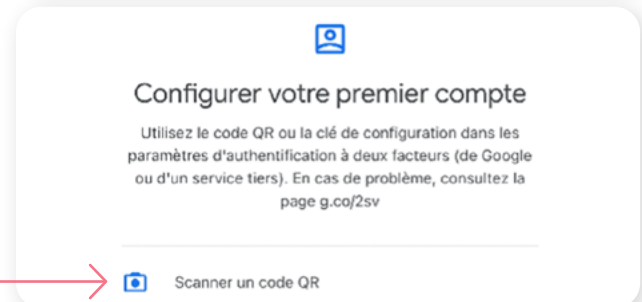 Configurer votre premier compte
Utilisez le code QR ou la clé de configuration dans les
paramètres d'authentification à deux facteurs (de Google
ou d'un service tiers). En cas de problème, consultez la
page g.co/2sv
Scanner un code QR